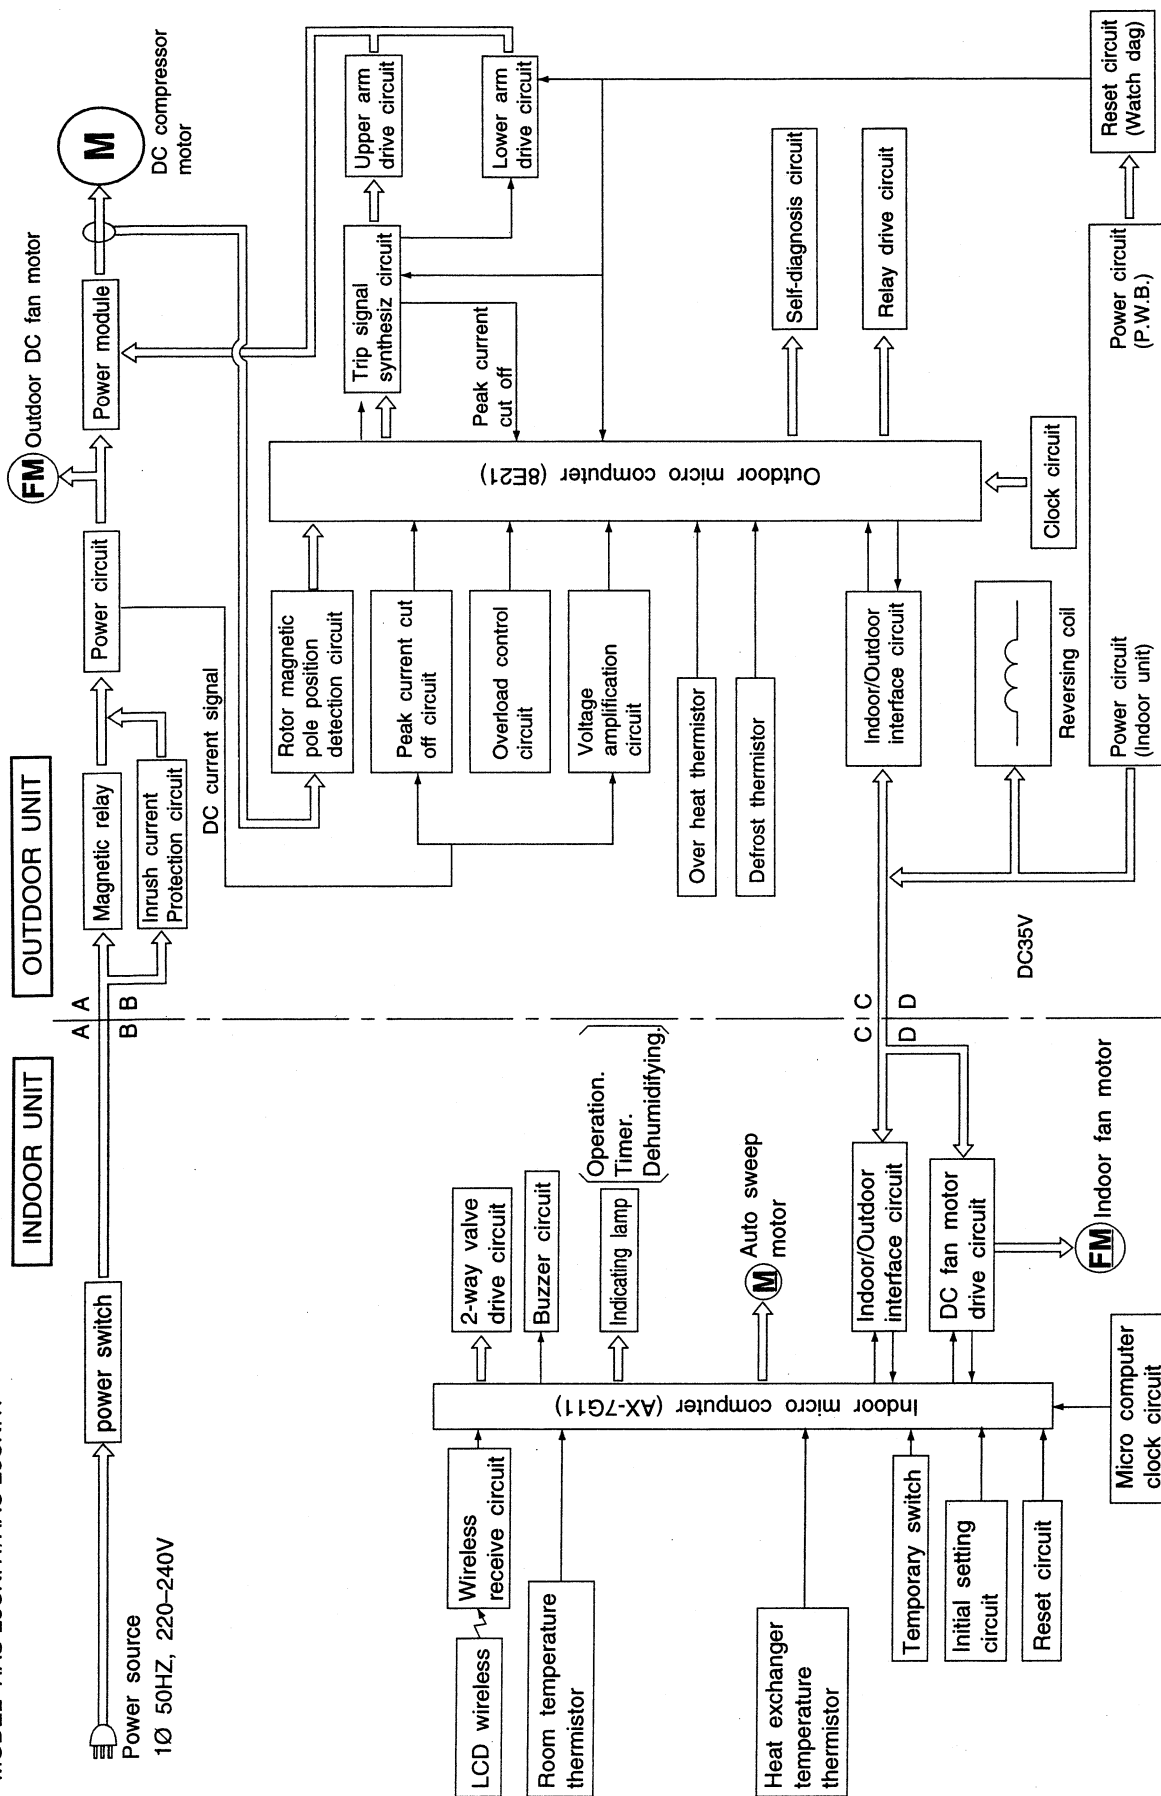 INDOOR UNIT
OUTDOOR UNIT
Power source
1Ø 50HZ, 220–240V
power switch
A A
B B
Magnetic relay
Inrush current
Protection circuit
Power circuit
FM Outdoor DC fan motor
Power module
M
DC compressor
motor
DC current signal
LCD wireless
Wireless
receive circuit
Room temperature
thermistor
Heat exchanger
temperature
thermistor
Temporary switch
Initial setting
circuit
Reset circuit
Micro computer
clock circuit
Indoor micro computer (AX-7G11)
2-way valve
drive circuit
Buzzer circuit
Indicating lamp
Operation.
Timer.
Dehumidifying.
M
Auto sweep
motor
Indoor/Outdoor
interface circuit
DC fan motor
drive circuit
FM Indoor fan motor
C C
D D
DC35V
Rotor magnetic
pole position
detection circuit
Peak current cut
off circuit
Overload control
circuit
Voltage
amplification
circuit
Over heat thermistor
Defrost thermistor
Indoor/Outdoor
interface circuit
Reversing coil
Power circuit
(Indoor unit)
Power circuit
(P.W.B.)
Clock circuit
Outdoor micro computer (8E21)
Trip signal
synthesiz circuit
Peak current
cut off
Upper arm
drive circuit
Lower arm
drive circuit
Self-diagnosis circuit
Relay drive circuit
Reset circuit
(Watch dag)